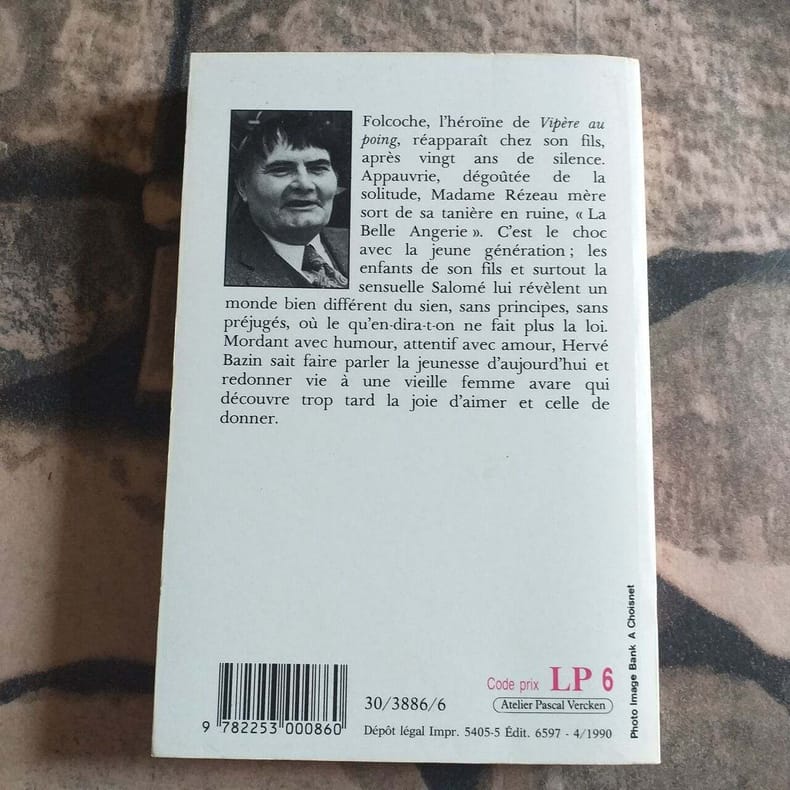 Folcoche, l'héroïne de Vipère au
poing, réapparaît chez son fils,
après vingt ans de silence.
Appauvrie, dégoûtée de la
solitude, Madame Rézeau mère
sort de sa tanière en ruine, « La
Belle Angerie ». C'est le choc
avec la jeune génération ; les
enfants de son fils et surtout la
sensuelle Salomé lui révèlent un
monde bien différent du sien, sans principes, sans
préjugés, où le qu'en-dira-t-on ne fait plus la loi.
Mordant avec humour, attentif avec amour, Hervé
Bazin sait faire parler la jeunesse d'aujourd'hui et
redonner vie à une vieille femme avare qui
découvre trop tard la joie d'aimer et celle de
donner.
Photo Image Bank A Choisnet
Code prix LP 6
Atelier Pascal Vercken
30/3886/6
9 782253 000860
Dépôt légal Impr. 5405-5 Édit. 6597 - 4/1990